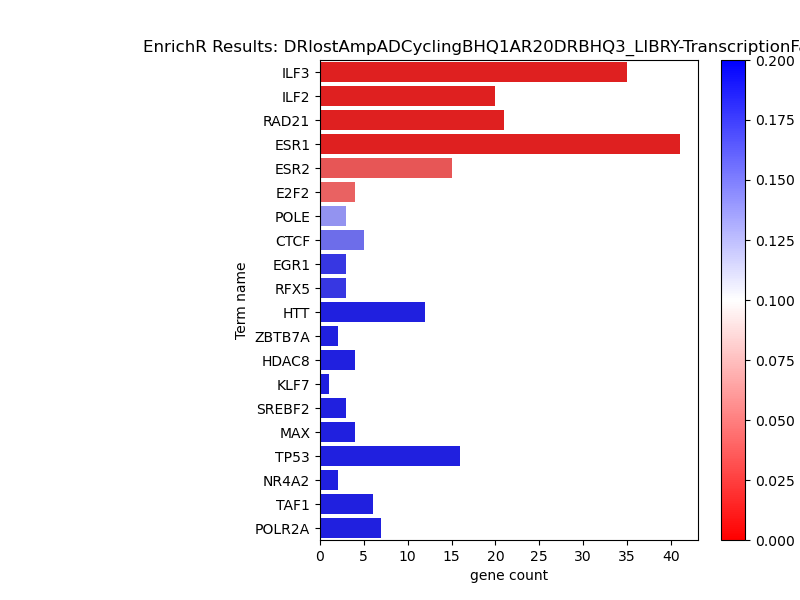 EnrichR Results: DRlostAmpADCyclingBHQ1AR20DRBHQ3_LIBRY-TranscriptionFa
ILF3
ILF2
RAD21
ESR1
ESR2
E2F2
POLE
CTCF
EGR1
RFX5
HTT
ZBTB7A
HDAC8
KLF7
SREBF2
MAX
TP53
NR4A2
TAF1
POLR2A
Term name
0 5 10 15 20 25 30 35 40
gene count
0.200
0.175
0.150
0.125
0.100
0.075
0.050
0.025
0.000